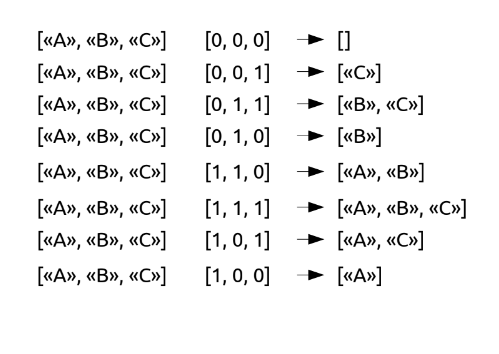 [«A», «B», «C»] [0, 0, 0] → []
[«A», «B», «C»] [0, 0, 1] → [«C»]
[«A», «B», «C»] [0, 1, 1] → [«B», «C»]
[«A», «B», «C»] [0, 1, 0] → [«B»]
[«A», «B», «C»] [1, 1, 0] → [«A», «B»]
[«A», «B», «C»] [1, 1, 1] → [«A», «B», «C»]
[«A», «B», «C»] [1, 0, 1] → [«A», «C»]
[«A», «B», «C»] [1, 0, 0] → [«A»]